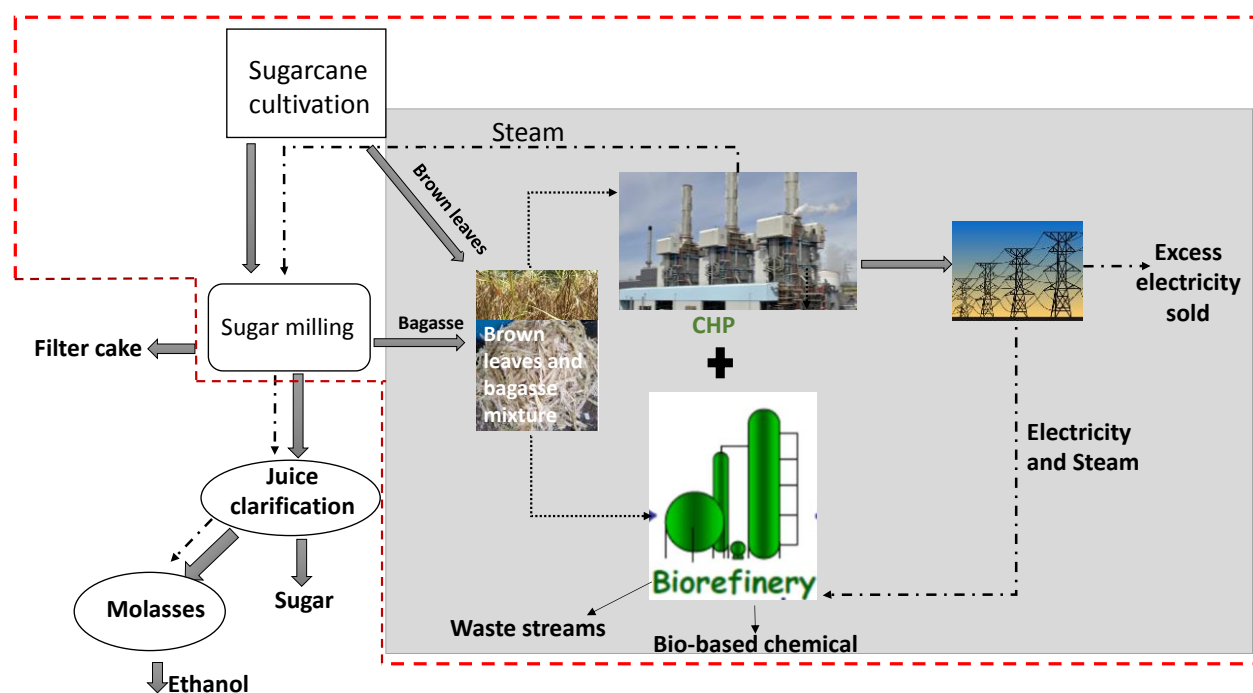 Sugarcane
cultivation
Steam
Brown leaves
Sugar milling
Bagasse
Filter cake
Brown
leaves and
bagasse
mixture
CHP
Excess
electricity
sold
Electricity
and Steam
Juice
clarification
Molasses
Sugar
Ethanol
Biorefinery
Waste streams
Bio-based chemical